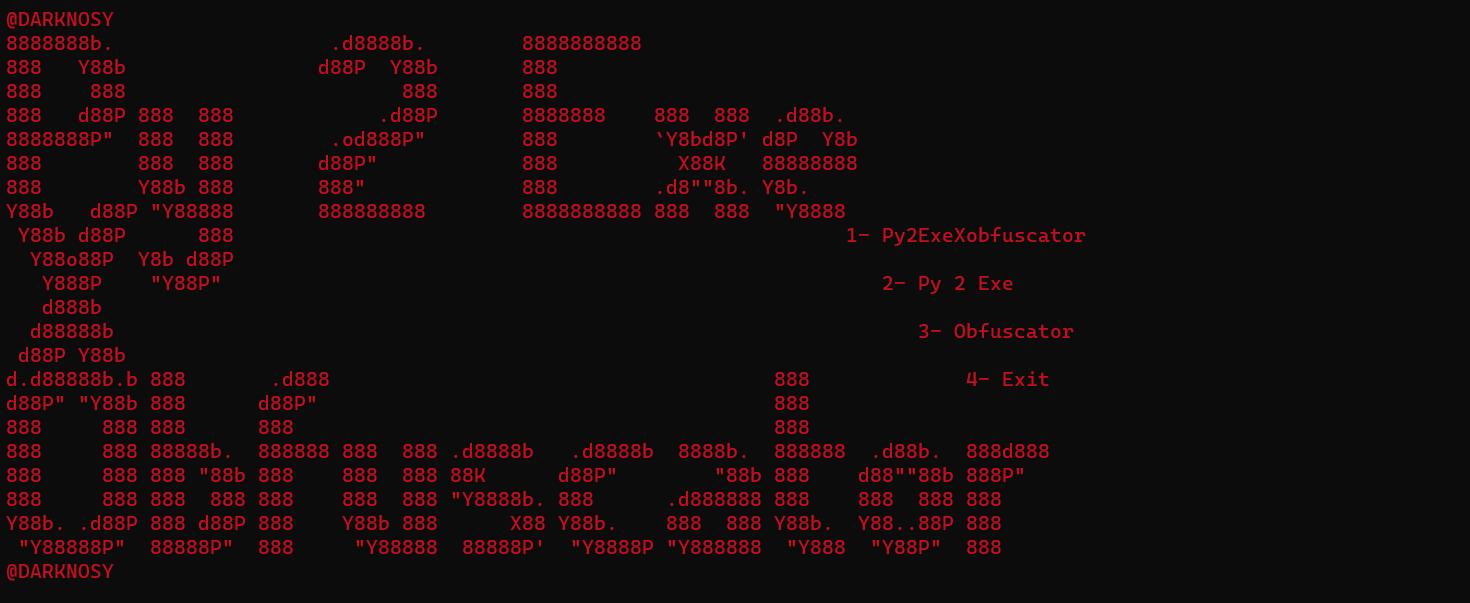 @DARKNOSY
8888888b.                  .d8888b.        8888888888
888   Y88b                d88P  Y88b       888
888    888                       888       888
888   d88P 888  888            .d88P       8888888    888  888  .d88b.
8888888P"  888  888        .od888P"        888        `Y8bd8P' d8P  Y8b
888        888  888       d88P"            888          X88K   88888888
888        Y88b 888       888"             888        .d8""8b. Y8b.
Y88b   d88P "Y88888       888888888        8888888888 888  888  "Y8888
 Y88b d88P      888                                                   1- Py2ExeXobfuscator
  Y88o88P  Y8b d88P
   Y888P    "Y88P"                                                       2- Py 2 Exe
   d888b
  d88888b                                                                   3- Obfuscator
 d88P Y88b
d.d88888b.b 888       .d888                                     888             4- Exit
d88P" "Y88b 888      d88P"                                      888
888     888 888      888                                        888
888     888 88888b.  888888 888  888 .d8888b   .d8888b  8888b.  888888  .d88b.  888d888
888     888 888 "88b 888    888  888 88K      d88P"        "88b 888    d88""88b 888P"
888     888 888  888 888    888  888 "Y8888b. 888      .d888888 888    888  888 888
Y88b. .d88P 888 d88P 888    Y88b 888      X88 Y88b.    888  888 Y88b.  Y88..88P 888
 "Y88888P"  88888P"  888     "Y88888  88888P'  "Y8888P "Y888888  "Y888  "Y88P"  888
@DARKNOSY